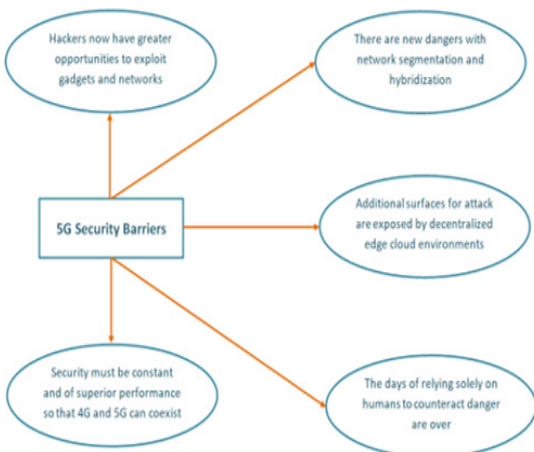 Hackers now have greater
opportunities to exploit
gadgets and networks
There are new dangers with
network segmentation and
hybridization
5G Security Barriers
Additional surfaces for attack
are exposed by decentralized
edge cloud environments
Security must be constant
and of superior performance
so that 4G and 5G can coexist
The days of relying solely on
humans to counteract danger
are over